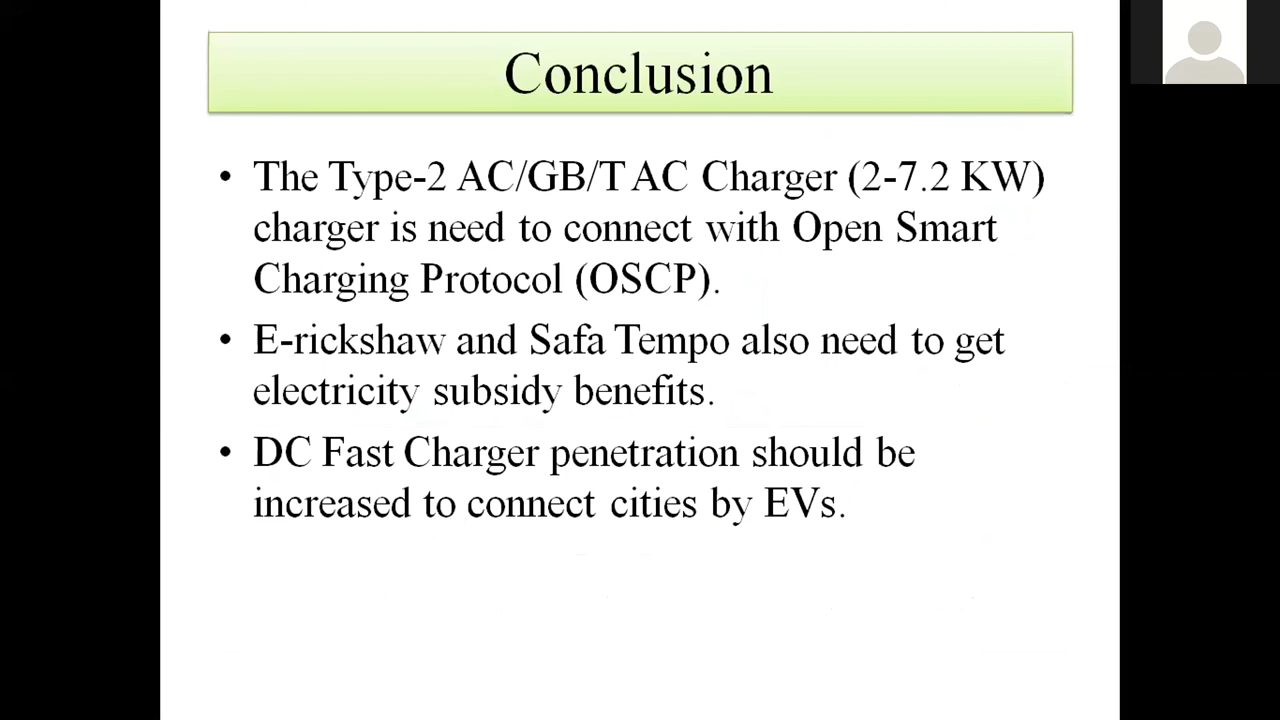 Conclusion
• The Type-2 AC/GB/T AC Charger (2-7.2 KW)
charger is need to connect with Open Smart
Charging Protocol (OSCP).
• E-rickshaw and Safa Tempo also need to get
electricity subsidy benefits.
• DC Fast Charger penetration should be
increased to connect cities by EVs.